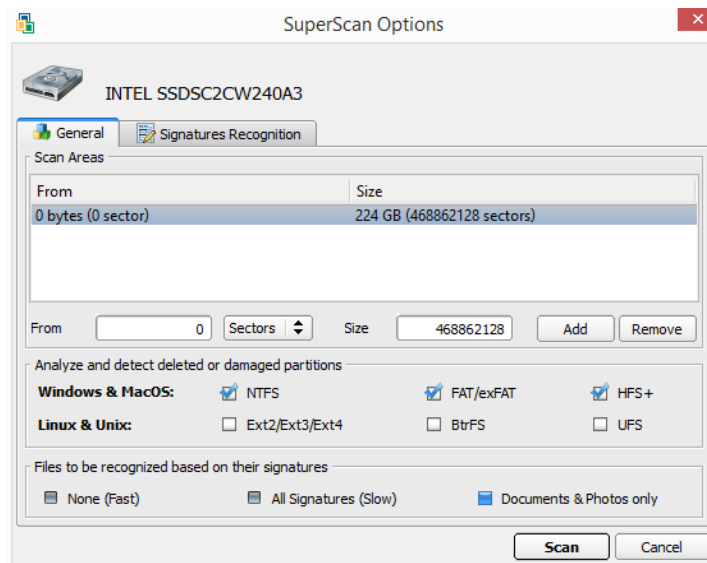 SuperScan Options
INTEL SSDSC2CW240A3
General Signatures Recognition
Scan Areas
From Size
0 bytes (0 sector) 224 GB (468862128 sectors)
From 0 Sectors Size 468862128 Add Remove
Analyze and detect deleted or damaged partitions
Windows & MacOS: NTFS FAT/exFAT HFS+
Linux & Unix: Ext2/Ext3/Ext4 BtrFS UFS
Files to be recognized based on their signatures
None (Fast) All Signatures (Slow) Documents & Photos only
Scan Cancel